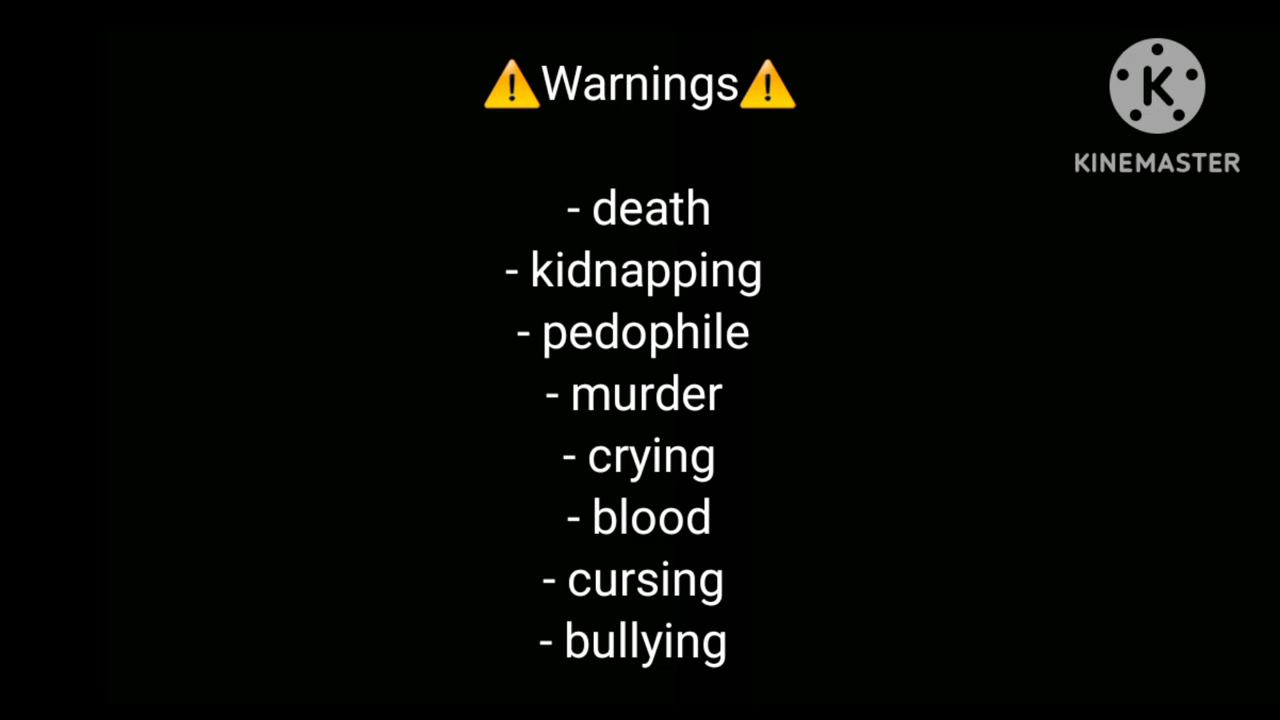 ⚠️Warnings⚠️
K
KINEMASTER
- death
- kidnapping
- pedophile
- murder
- crying
- blood
- cursing
- bullying